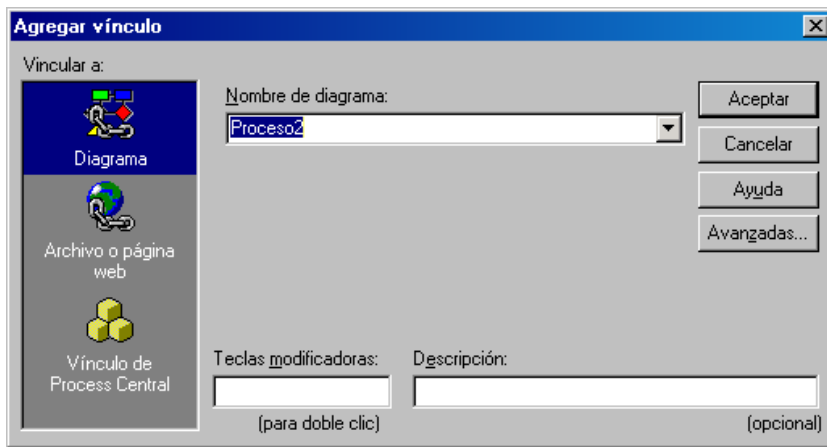 Agregar vínculo
Vincular a:
Diagrama
Archivo o página
web
Vínculo de
Process Central
Nombre de diagrama:
Proceso2
Teclas modificadoras:
(para doble clic)
Descripción:
(opcional)
Aceptar
Cancelar
Ayuda
Avanzadas...